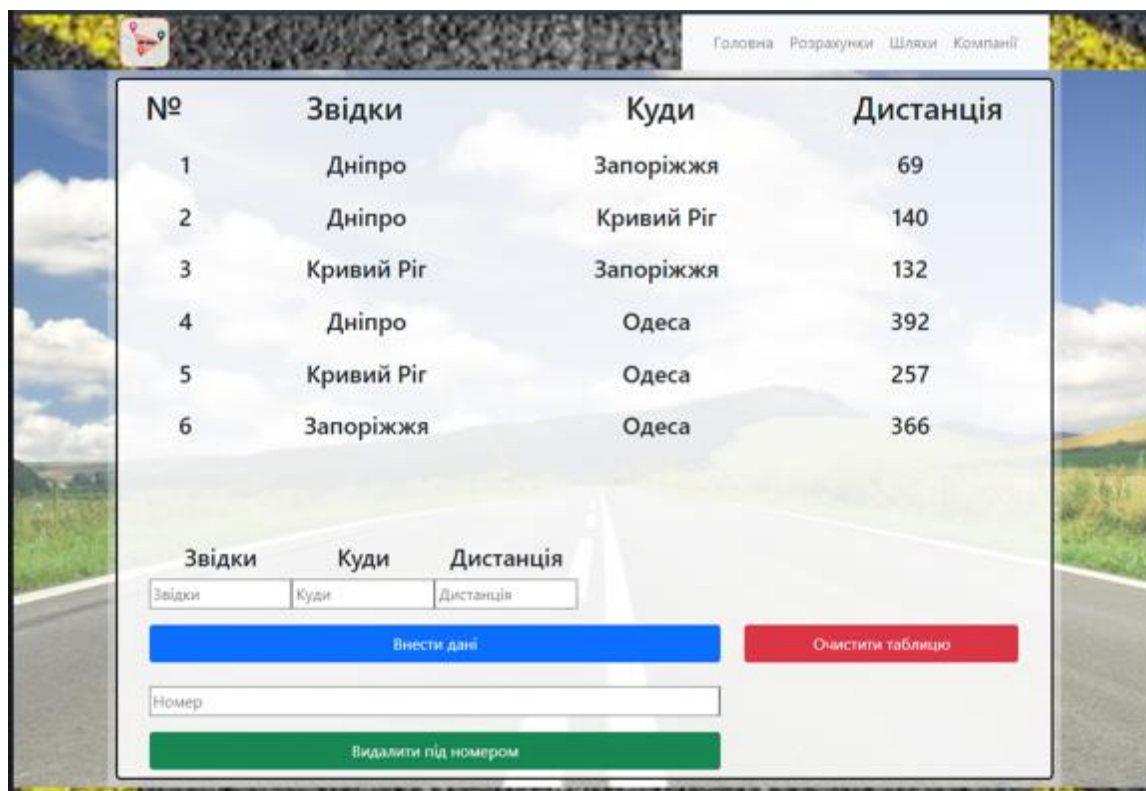 Головна Розрахунки Шляхи Компанії
№ Звідки Куди Дистанція
1 Дніпро Запоріжжя 69
2 Дніпро Кривий Ріг 140
3 Кривий Ріг Запоріжжя 132
4 Дніпро Одеса 392
5 Кривий Ріг Одеса 257
6 Запоріжжя Одеса 366
Звідки Куди Дистанція
Звідки Куди Дистанція
Внести дані Очистити таблицю
Номер
Видалити під номером